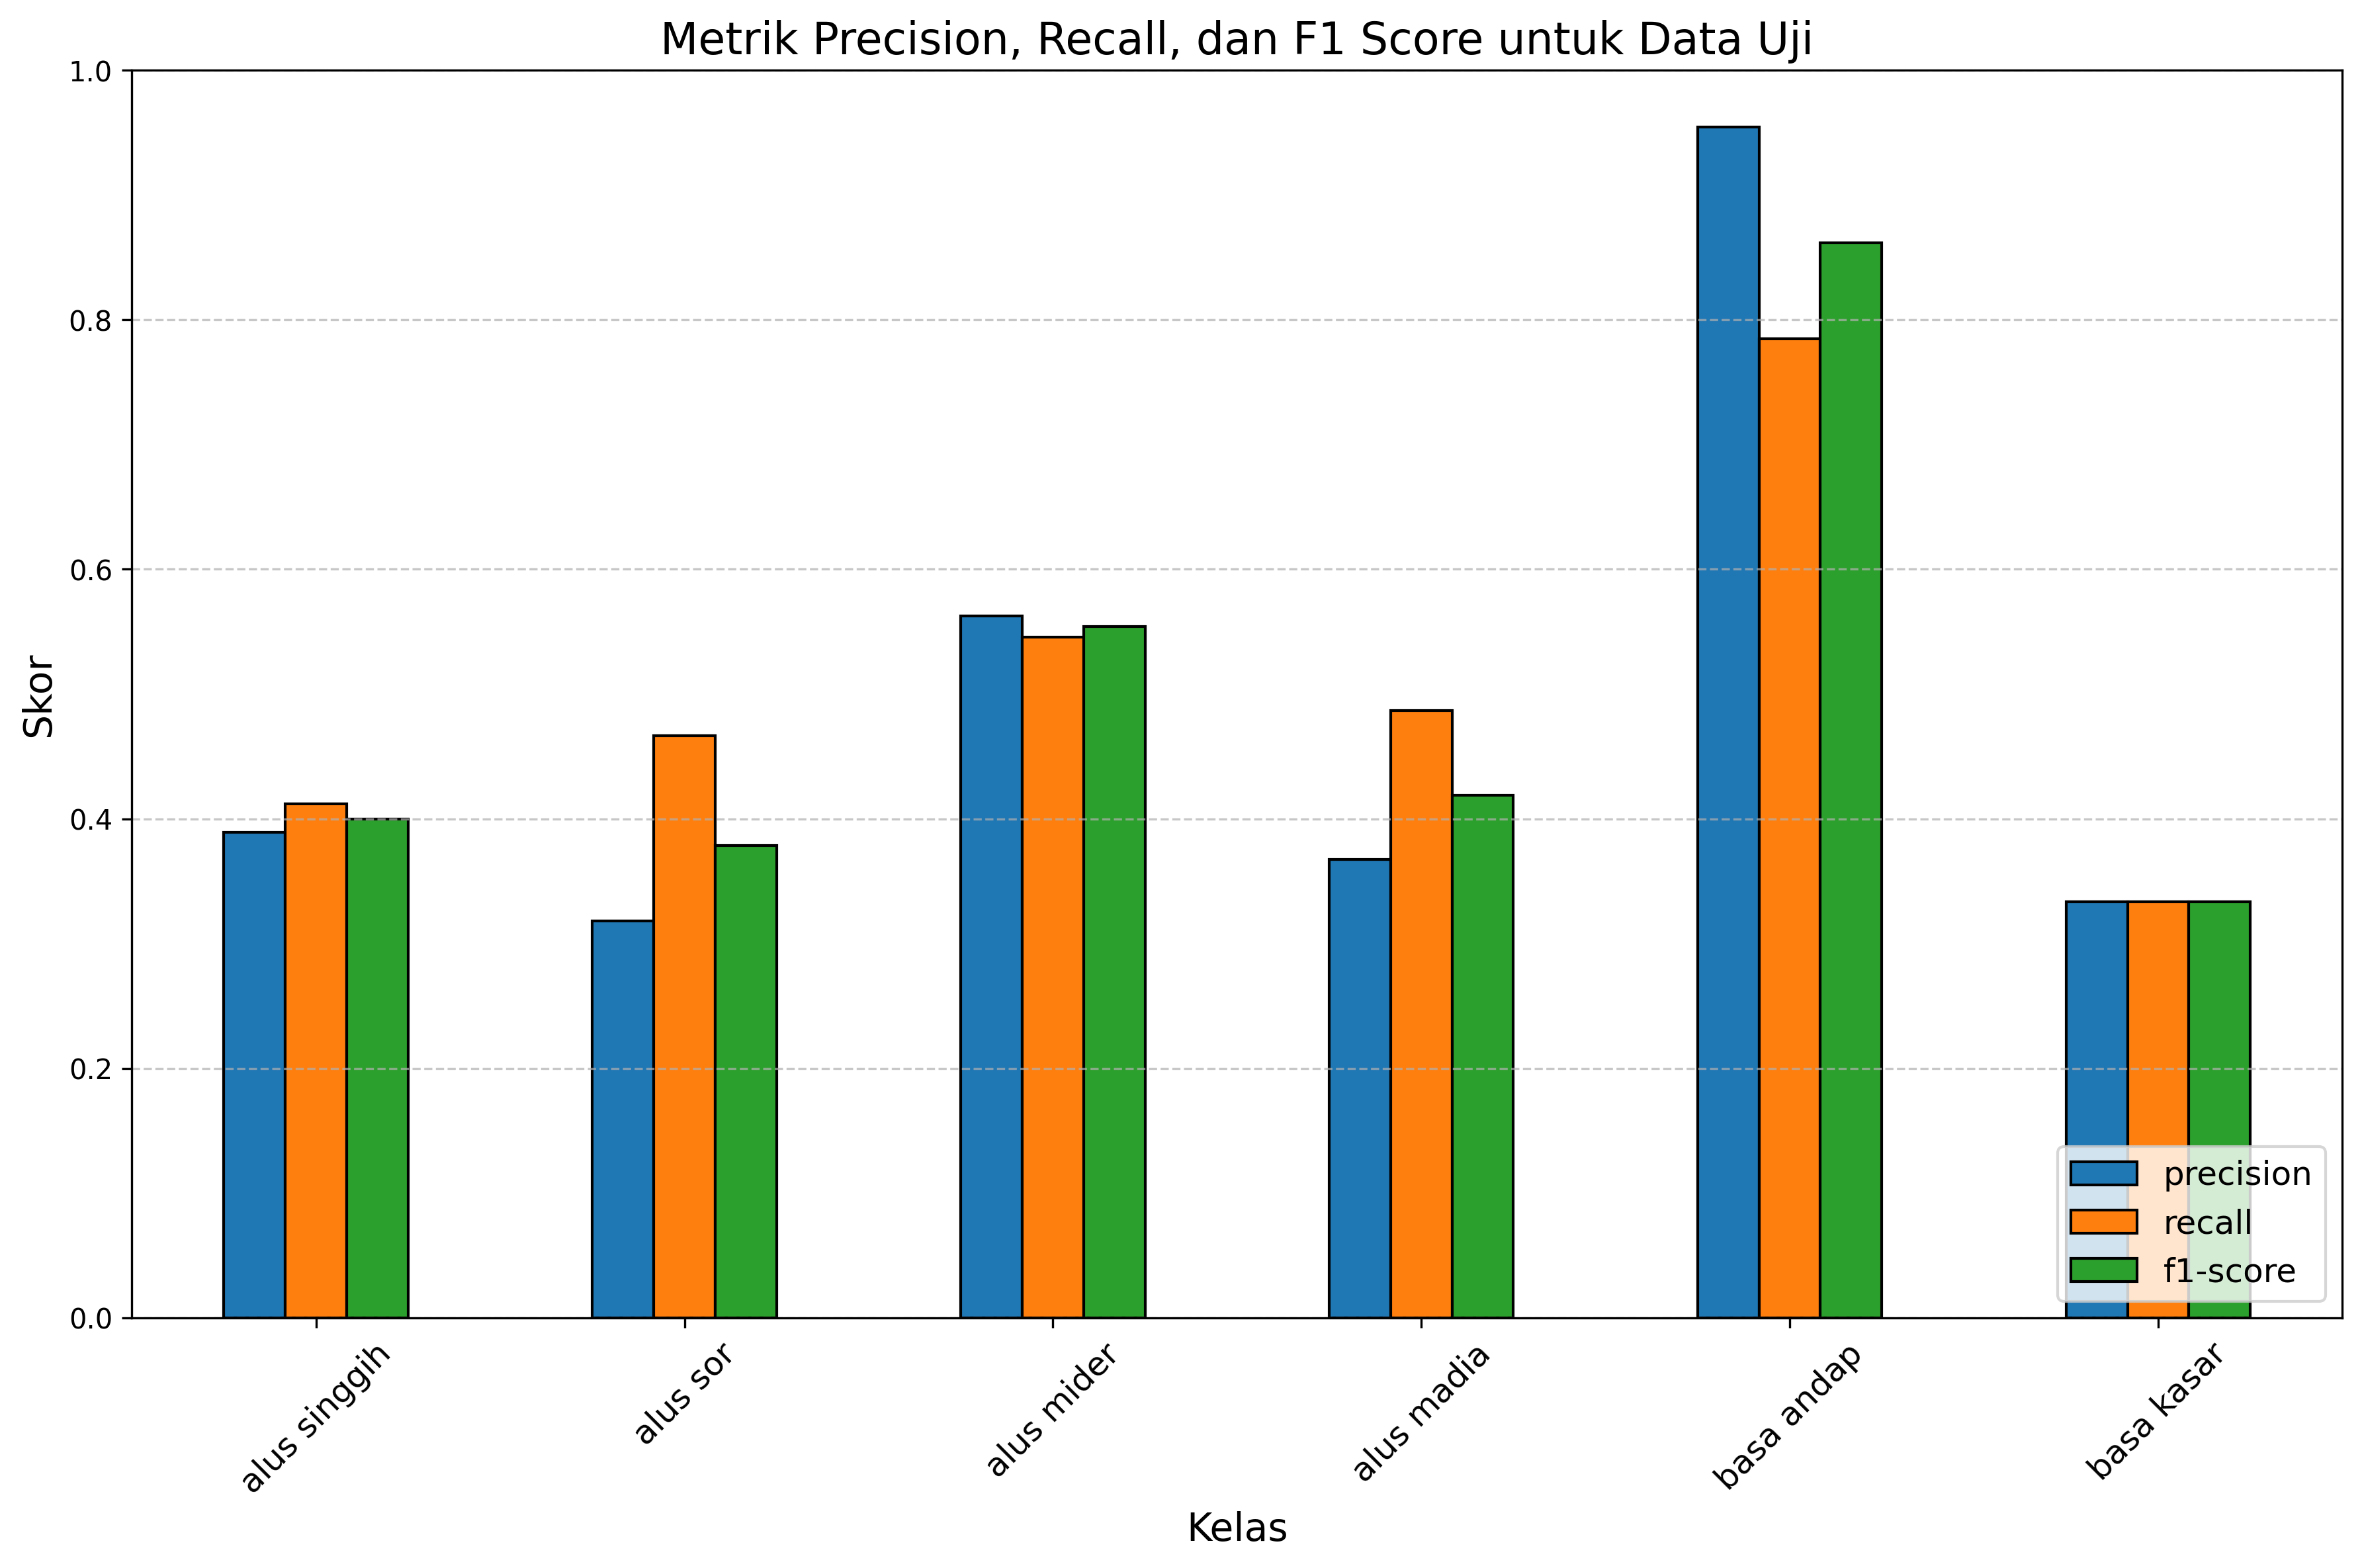 Metrik Precision, Recall, dan F1 Score untuk Data Uji
1.0
0.8
0.6
0.4
0.2
0.0
Skor
precision
recall
f1-score
alus singgih
alus sor
alus mider
alus madia
basa andap
basa kasar
Kelas